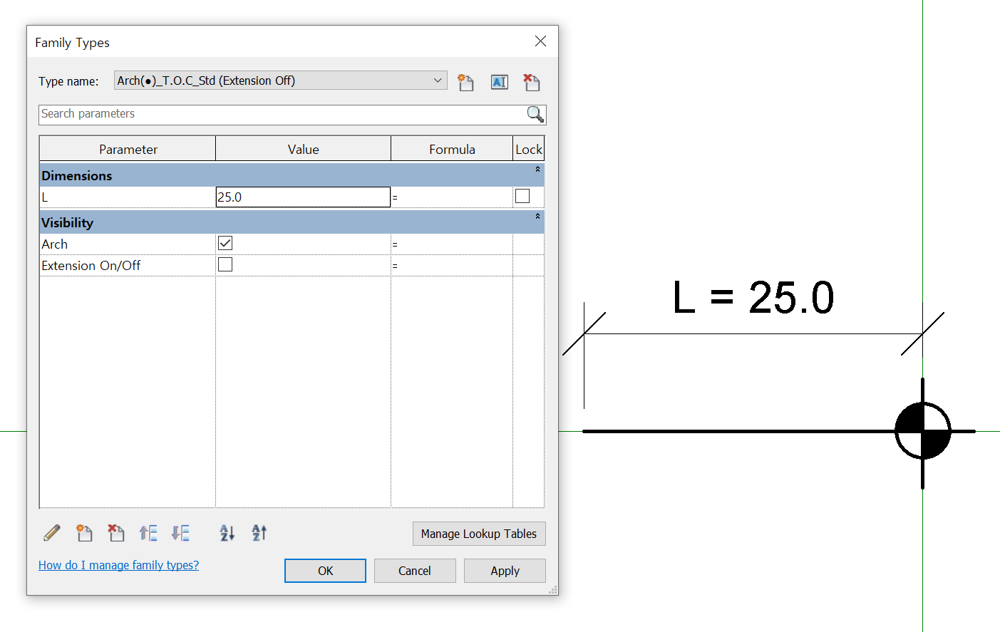 Family Types
Type name: Arch(●)_T.O.C_Std (Extension Off)
Search parameters
Parameter Value Formula Lock
Dimensions
L 25.0 =
Visibility
Arch =
Extension On/Off =
L = 25.0
Manage Lookup Tables
How do I manage family types?
OK Cancel Apply